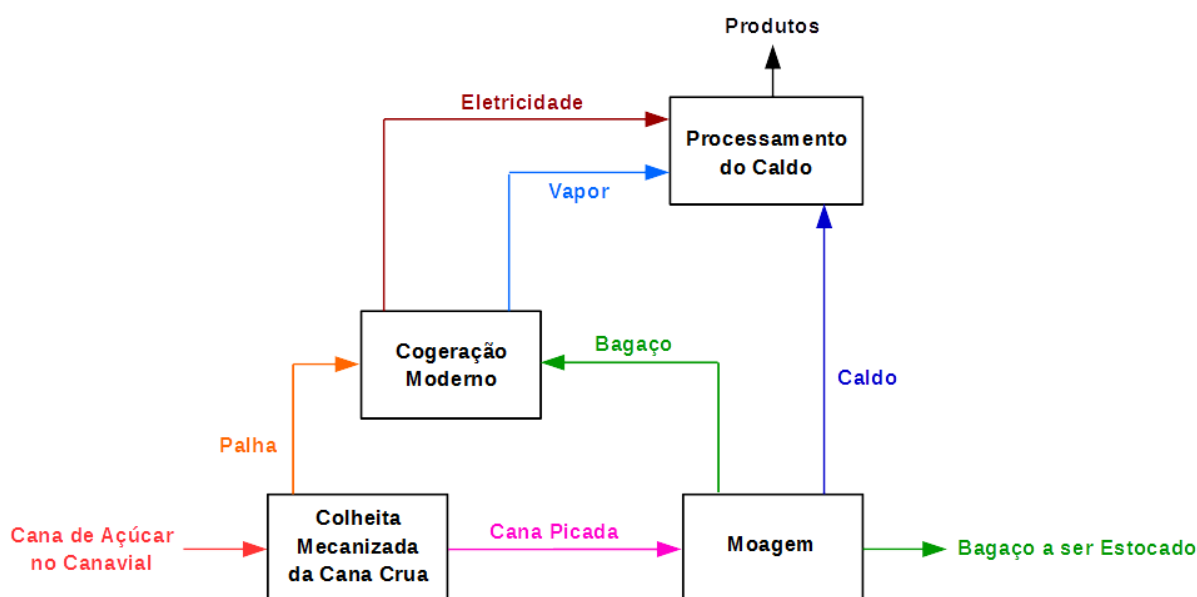 Produtos
Eletricidade
Processamento
do Caldo
Vapor
Cogeração
Moderno
Bagaço
Caldo
Palha
Cana de Açúcar
no Canavial
Colheita
Mecanizada
da Cana Crua
Cana Picada
Moagem
Bagaço a ser Estocado